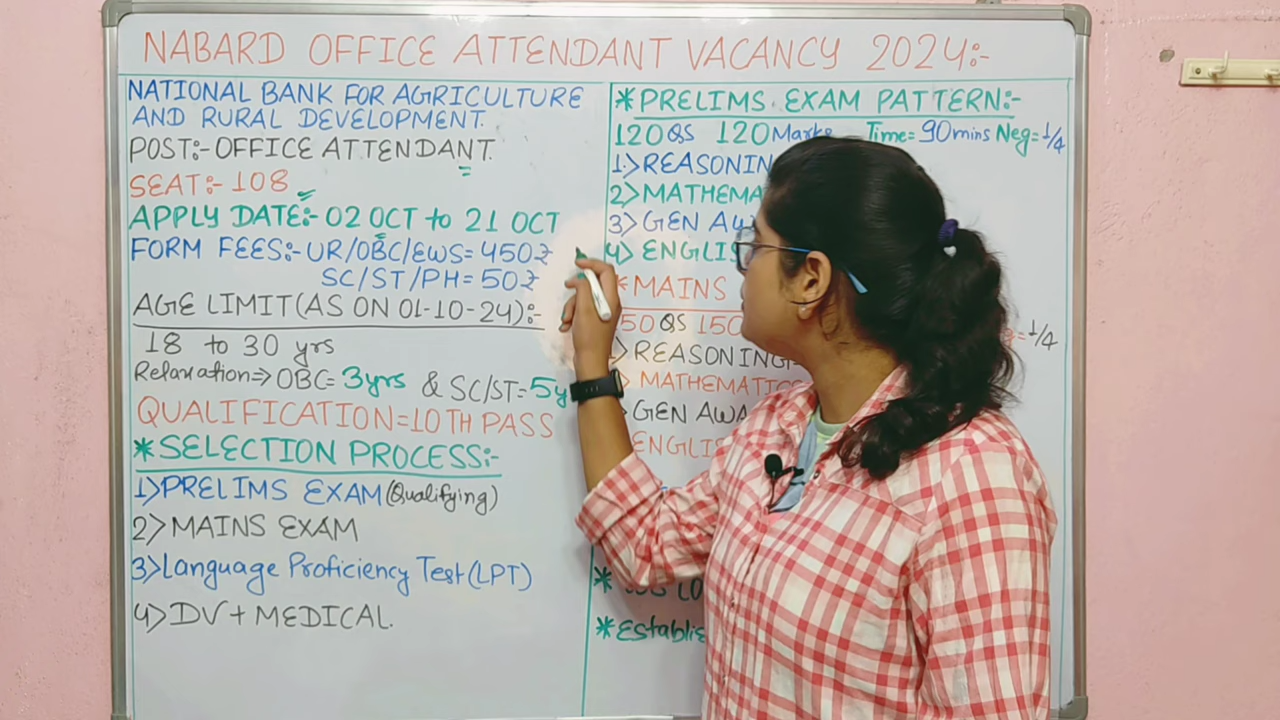 NABARD OFFICE ATTENDANT VACANCY 2024:-
NATIONAL BANK FOR AGRICULTURE
AND RURAL DEVELOPMENT.
POST:-OFFICE ATTENDANT.
SEAT:- 108
APPLY DATE:- 02 OCT to 21 OCT
FORM FEES:-UR/OBC/EWS=450₹
SC/ST/PH=50₹
AGE LIMIT(AS ON 01-10-24):-
18 to 30 yrs
Relaxation⇒OBC=3yrs & SC/ST=5y
QUALIFICATION=10TH PASS
*SELECTION PROCESS:-
1>PRELIMS EXAM(Qualifying)
2>MAINS EXAM
3>Language Proficiency Test(LPT)
4>DV+MEDICAL.
*PRELIMS EXAM PATTERN:-
120QS 120Marks Time=90mins Neg=1/4
1>REASONIN
2>MATHEMA
3>GEN AW
4>ENGLIS
*MAINS
50 QS 150 =1/4
>REASONING
MATHEMATICS
>GEN AWA
ENGLIS
*
*Establis